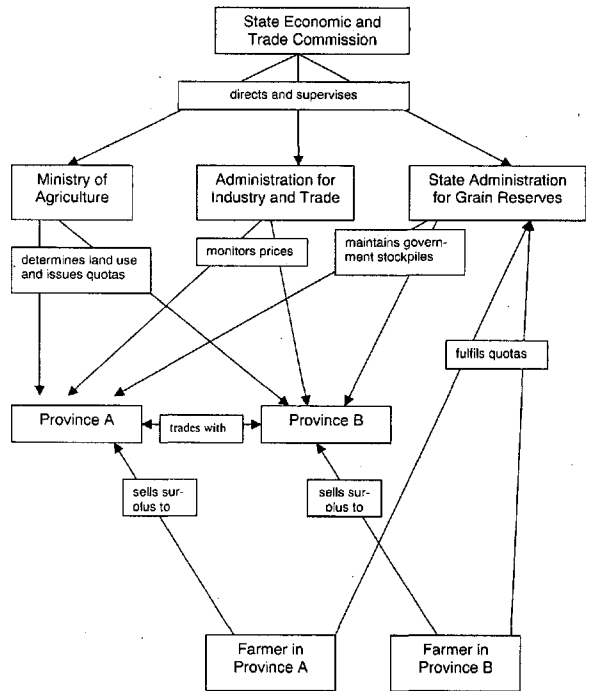 State Economic and
Trade Commission
directs and supervises
Ministry of
Agriculture
Administration for
Industry and Trade
State Administration
for Grain Reserves
determines land use
and issues quotas
monitors prices
maintains govern-
ment stockpiles
fulfils quotas
Province A
trades with
Province B
sells sur-
plus to
sells sur-
plus to
Farmer in
Province A
Farmer in
Province B